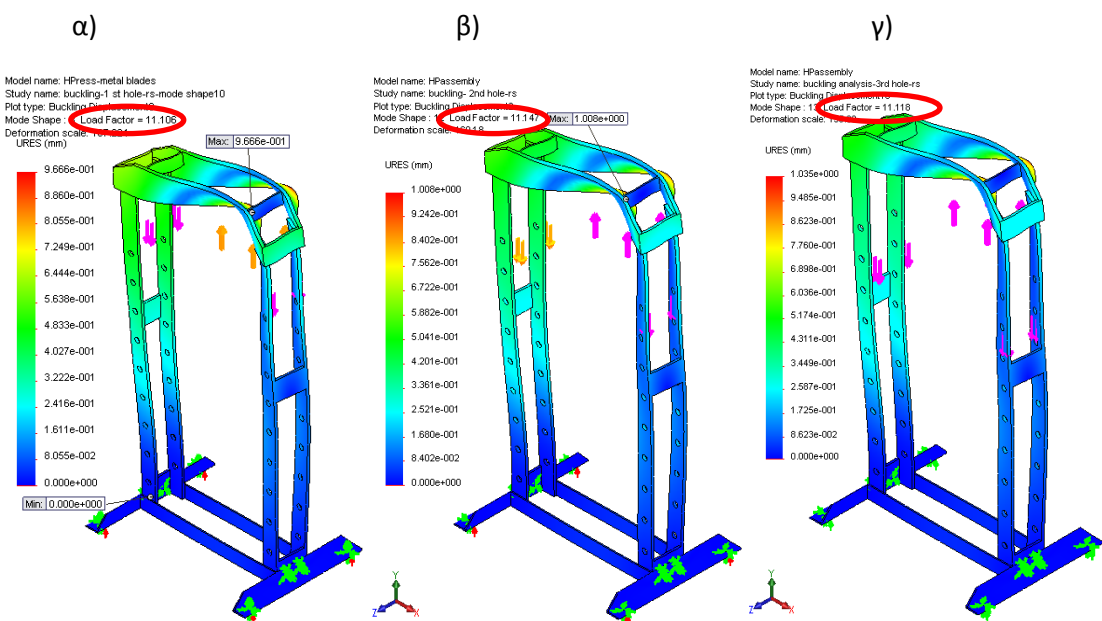 α)
β)
γ)
Model name: HPress-metal blades
Study name: buckling-1 st hole-rs-mode shape10
Plot type: Buckling
Mode Shape : Load Factor = 11.106
Deformation scale:
URES (mm)
Max: 9.666e-001
9.666e-001
8.860e-001
8.055e-001
7.249e-001
6.444e-001
5.638e-001
4.833e-001
4.027e-001
3.222e-001
2.416e-001
1.611e-001
8.055e-002
0.000e+000
Min: 0.000e+000
Model name: HPassembly
Study name: buckling- 2nd hole-rs
Plot type: Buckling
Mode Shape : Load Factor = 11.147
Deformation scale:
URES (mm)
Max: 1.008e+000
1.008e+000
9.242e-001
8.402e-001
7.562e-001
6.722e-001
5.882e-001
5.041e-001
4.201e-001
3.361e-001
2.521e-001
1.680e-001
8.402e-002
0.000e+000
Y
Z
X
Model name: HPassembly
Study name: buckling analysis-3rd hole-rs
Plot type: Buckling
Mode Shape : Load Factor = 11.118
Deformation scale:
URES (mm)
1.035e+000
9.485e-001
8.623e-001
7.760e-001
6.898e-001
6.036e-001
5.174e-001
4.311e-001
3.449e-001
2.587e-001
1.725e-001
8.623e-002
0.000e+000
Y
Z
X